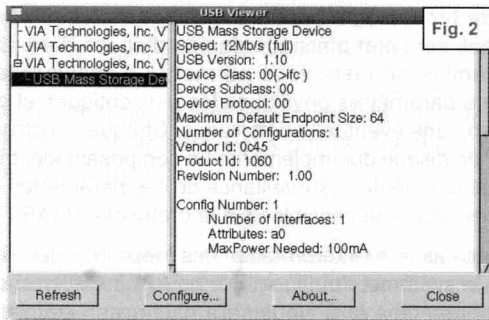 USB Viewer
Fig. 2
VIA Technologies, Inc. V
VIA Technologies, Inc. V
VIA Technologies, Inc. V
USB Mass Storage Dev
USB Mass Storage Device
Speed: 12Mb/s (full)
USB Version: 1.10
Device Class: 00(>ifc )
Device Subclass: 00
Device Protocol: 00
Maximum Default Endpoint Size: 64
Number of Configurations: 1
Vendor Id: 0c45
Product Id: 1060
Revision Number: 1.00
Config Number: 1
Number of Interfaces: 1
Attributes: a0
MaxPower Needed: 100mA
Refresh
Configure...
About...
Close